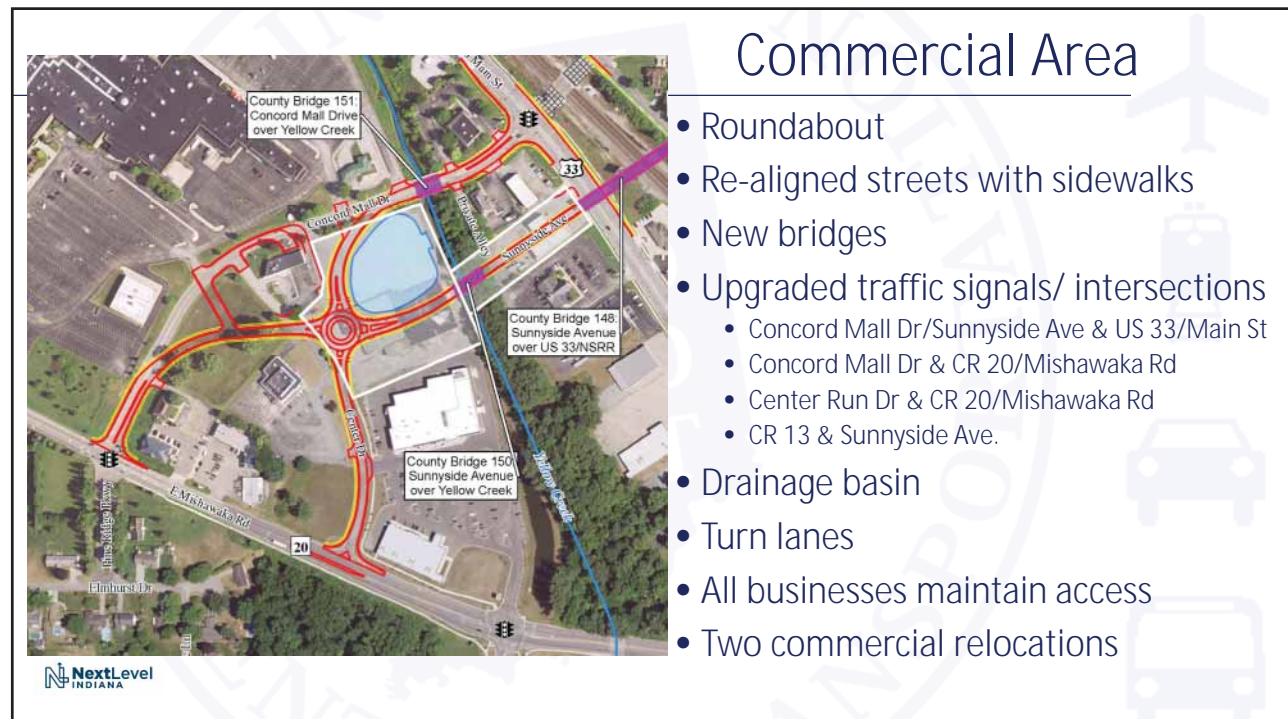 Commercial Area
• Roundabout
• Re-aligned streets with sidewalks
• New bridges
• Upgraded traffic signals/ intersections
• Concord Mall Dr/Sunnyside Ave & US 33/Main St
• Concord Mall Dr & CR 20/Mishawaka Rd
• Center Run Dr & CR 20/Mishawaka Rd
• CR 13 & Sunnyside Ave.
• Drainage basin
• Turn lanes
• All businesses maintain access
• Two commercial relocations
Main St
County Bridge 151:
Concord Mall Drive
over Yellow Creek
33
Concord Mall Dr
Private Alley
Sunnyside Ave
County Bridge 148:
Sunnyside Avenue
over US 33/NSRR
Center Dr
County Bridge 150
Sunnyside Avenue
over Yellow Creek
Yellow Creek
E Mishawaka Rd
Pine Ridge Pkwy
20
Elmhurst Dr
NextLevel
INDIANA